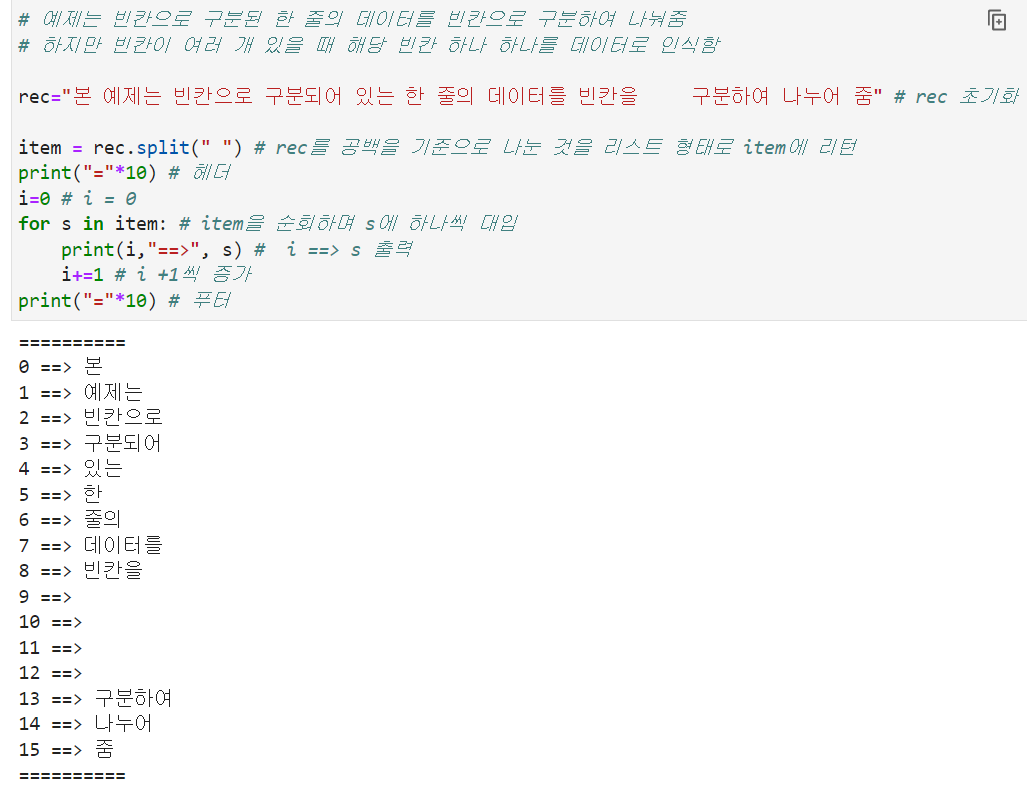 # 예제는 빈칸으로 구분된 한 줄의 데이터를 빈칸으로 구분하여 나눠줌
# 하지만 빈칸이 여러 개 있을 때 해당 빈칸 하나 하나를 데이터로 인식함
rec="본 예제는 빈칸으로 구분되어 있는 한 줄의 데이터를 빈칸을     구분하여 나누어 줌" # rec 초기화
item = rec.split(" ") # rec를 공백을 기준으로 나눈 것을 리스트 형태로 item에 리턴
print("="*10) # 헤더
i=0 # i = 0
for s in item: # item을 순회하며 s에 하나씩 대입
    print(i,"==>", s) #  i ==> s 출력
    i+=1 # i +1씩 증가
print("="*10) # 푸터
==========
0 ==> 본
1 ==> 예제는
2 ==> 빈칸으로
3 ==> 구분되어
4 ==> 있는
5 ==> 한
6 ==> 줄의
7 ==> 데이터를
8 ==> 빈칸을
9 ==>
10 ==>
11 ==>
12 ==>
13 ==> 구분하여
14 ==> 나누어
15 ==> 줌
==========